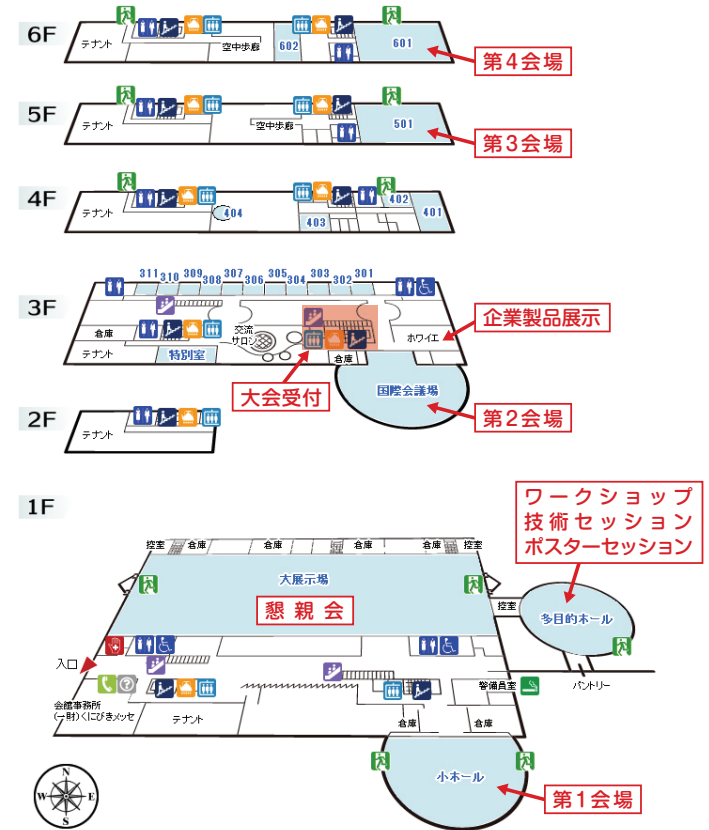 6F
テナント
空中歩廊
602
601
第4会場
5F
テナント
空中歩廊
501
第3会場
4F
テナント
404
403
402
401
3F
311
310
309
308
307
306
305
304
303
302
301
倉庫
交流
サロン
ホワイエ
企業製品展示
テナント
特別室
倉庫
大会受付
国際会議場
第2会場
2F
テナント
1F
ワークショップ
技術セッション
ポスターセッション
控室
倉庫
倉庫
倉庫
倉庫
控室
大展示場
懇親会
控室
多目的ホール
入口
会館事務所
(一財)くにびきメッセ
テナント
警備員室
パントリー
倉庫
倉庫
小ホール
第1会場
N
W
E
S